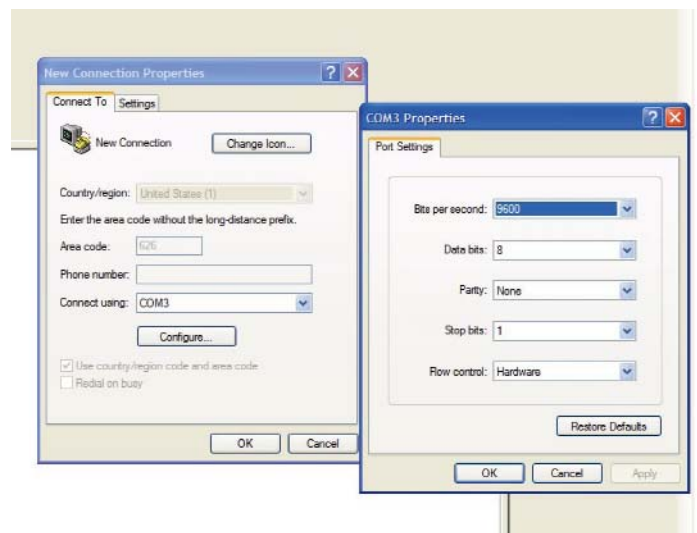 New Connection Properties
Connect To
Settings
New Connection
Change Icon...
Country/region: United States (1)
Enter the area code without the long-distance prefix.
Area code: 626
Phone number:
Connect using: COM3
Configure...
Use country/region code and area code
Redial on busy
OK
Cancel
COM3 Properties
Port Settings
Bits per second: 9600
Data bits: 8
Parity: None
Stop bits: 1
Flow control: Hardware
Restore Defaults
OK
Cancel
Apply